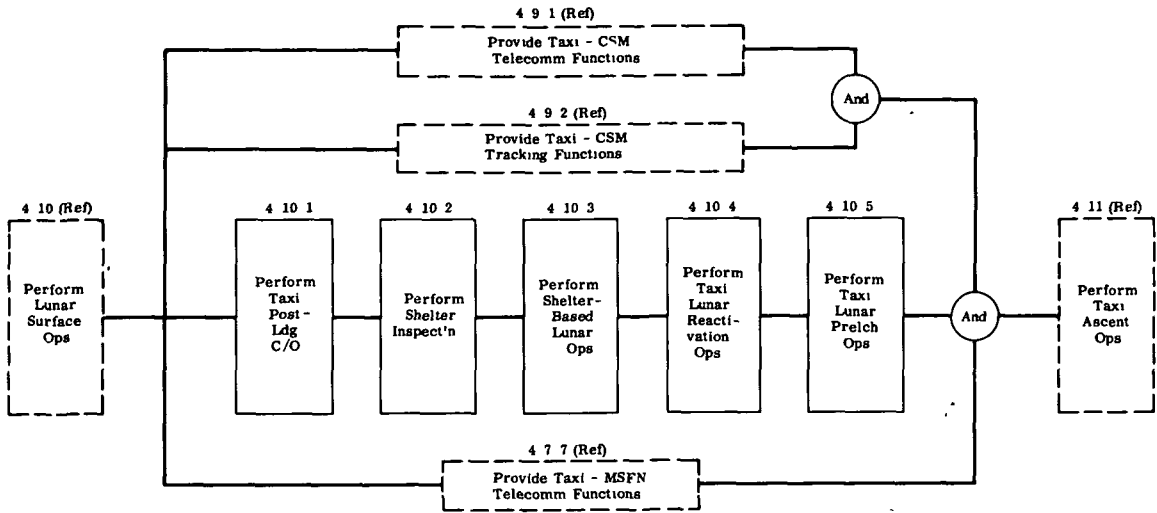 4 9 1 (Ref)
Provide Taxi - CSM
Telecomm Functions
And
4 9 2 (Ref)
Provide Taxi - CSM
Tracking Functions
4 10 (Ref)
Perform
Lunar
Surface
Ops
4 10 1
Perform
Taxi
Post-
Ldg
C/O
4 10 2
Perform
Shelter
Inspect'n
4 10 3
Perform
Shelter-
Based
Lunar
Ops
4 10 4
Perform
Taxi
Lunar
Reacti-
vation
Ops
4 10 5
Perform
Taxi
Lunar
Prelch
Ops
And
4 11 (Ref)
Perform
Taxi
Ascent
Ops
4 7 7 (Ref)
Provide Taxi - MSFN
Telecomm Functions